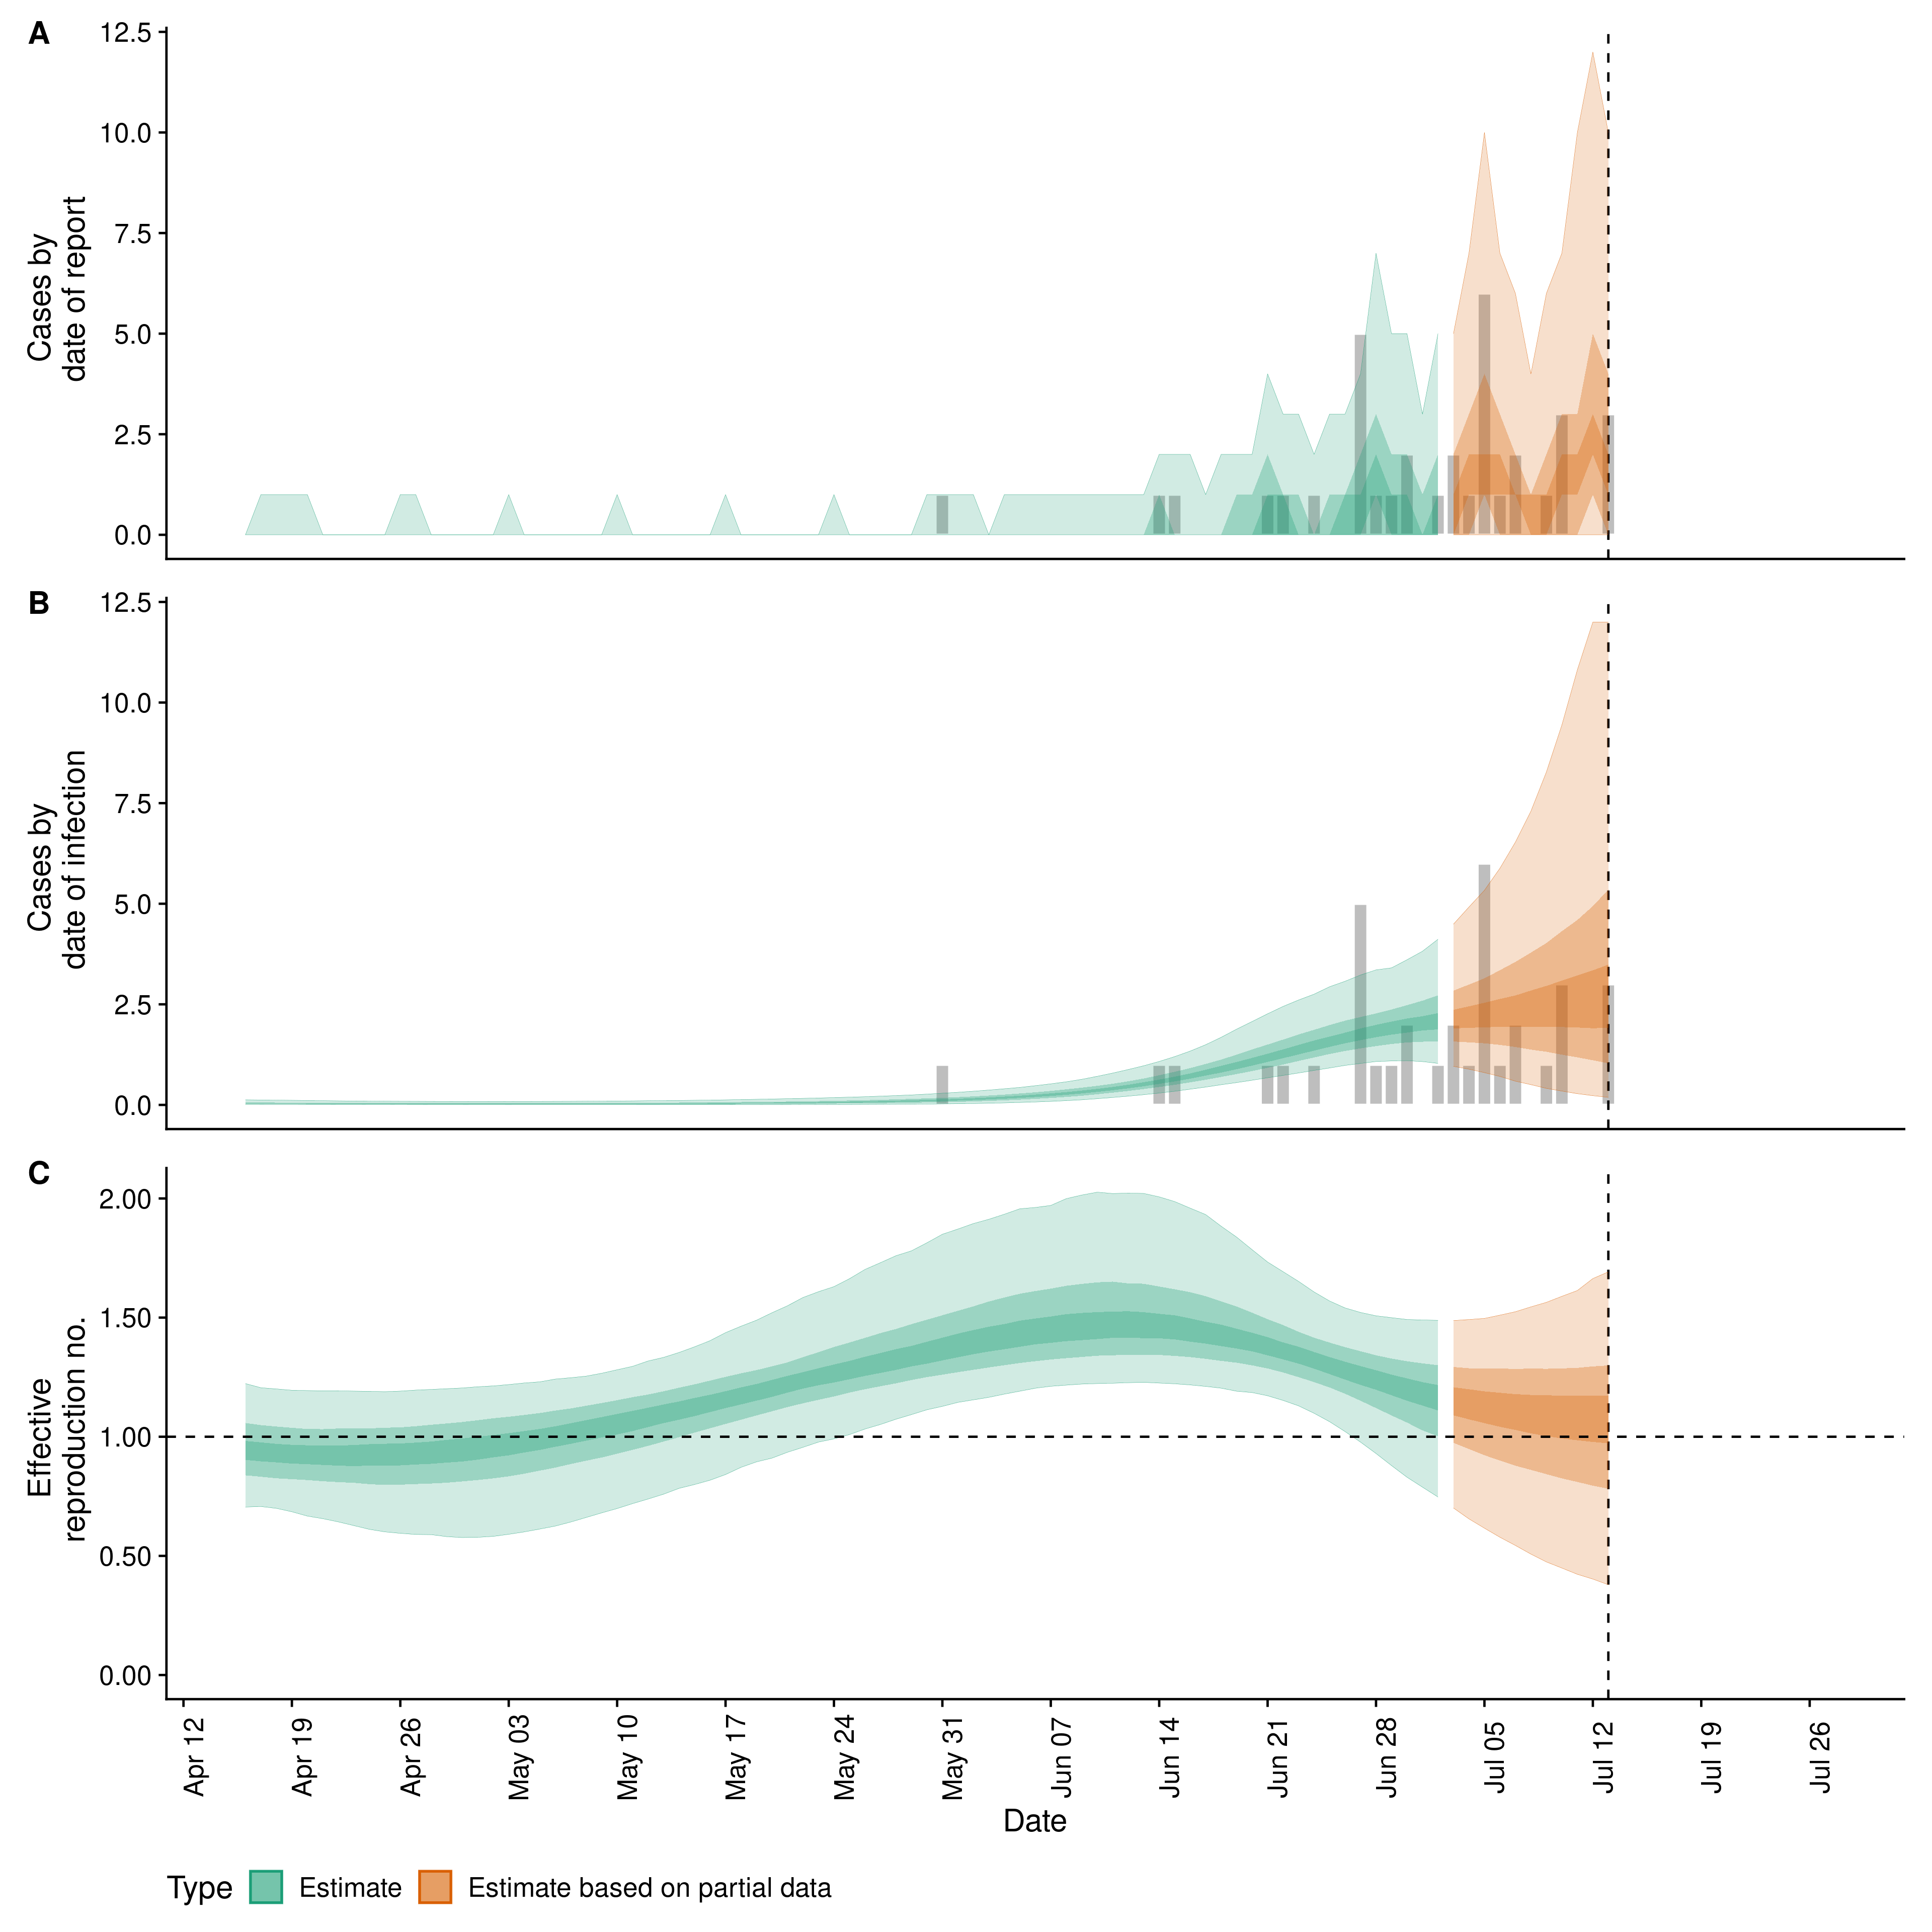 A
12.5
10.0
7.5
5.0
2.5
0.0
Cases by
date of report
B
12.5
10.0
7.5
5.0
2.5
0.0
Cases by
date of infection
C
2.00
1.50
1.00
0.50
0.00
Effective
reproduction no.
Apr 12
Apr 19
Apr 26
May 03
May 10
May 17
May 24
May 31
Jun 07
Jun 14
Jun 21
Jun 28
Jul 05
Jul 12
Jul 19
Jul 26
Date
Type Estimate Estimate based on partial data